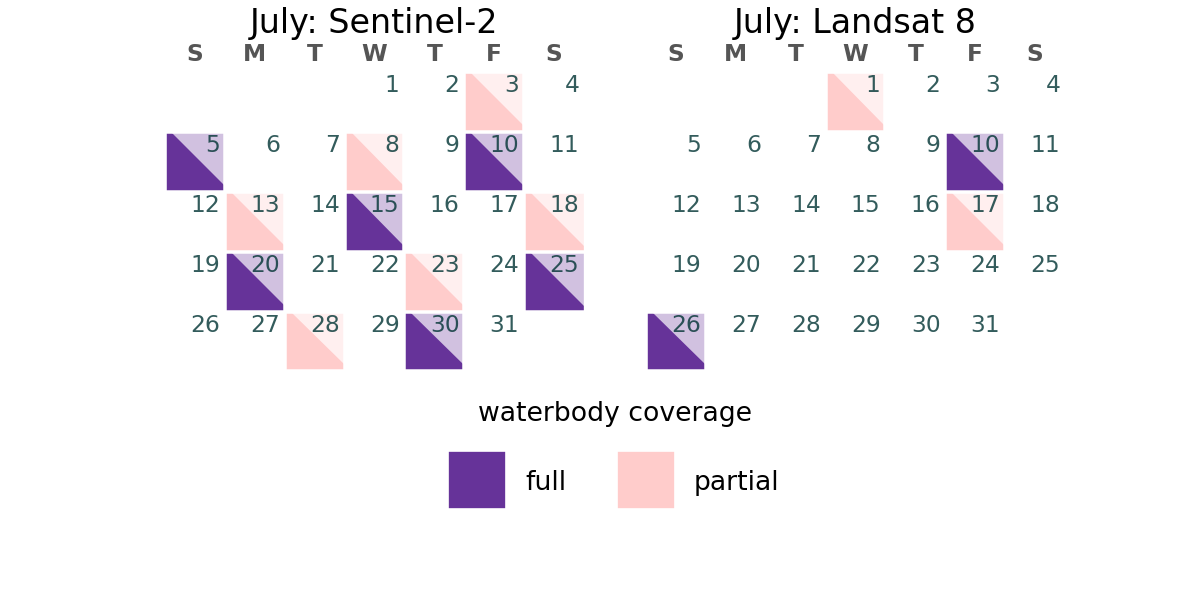 July: Sentinel-2
S M T W T F S
1 2 3 4
5 6 7 8 9 10 11
12 13 14 15 16 17 18
19 20 21 22 23 24 25
26 27 28 29 30 31
July: Landsat 8
S M T W T F S
1 2 3 4
5 6 7 8 9 10 11
12 13 14 15 16 17 18
19 20 21 22 23 24 25
26 27 28 29 30 31
waterbody coverage
full
partial